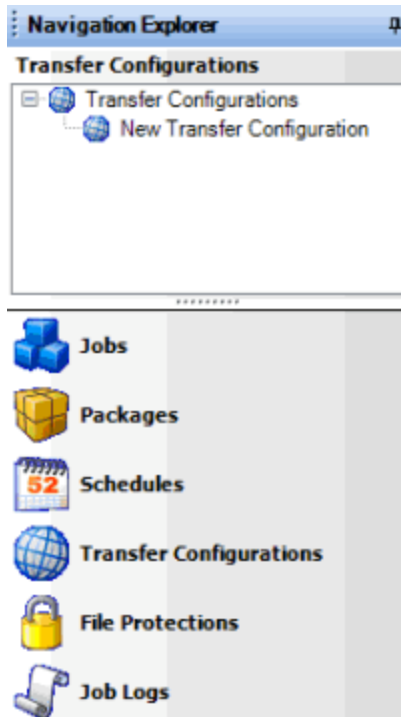 Navigation Explorer
Transfer Configurations
Transfer Configurations
New Transfer Configuration
Jobs
Packages
52
Schedules
Transfer Configurations
File Protections
Job Logs